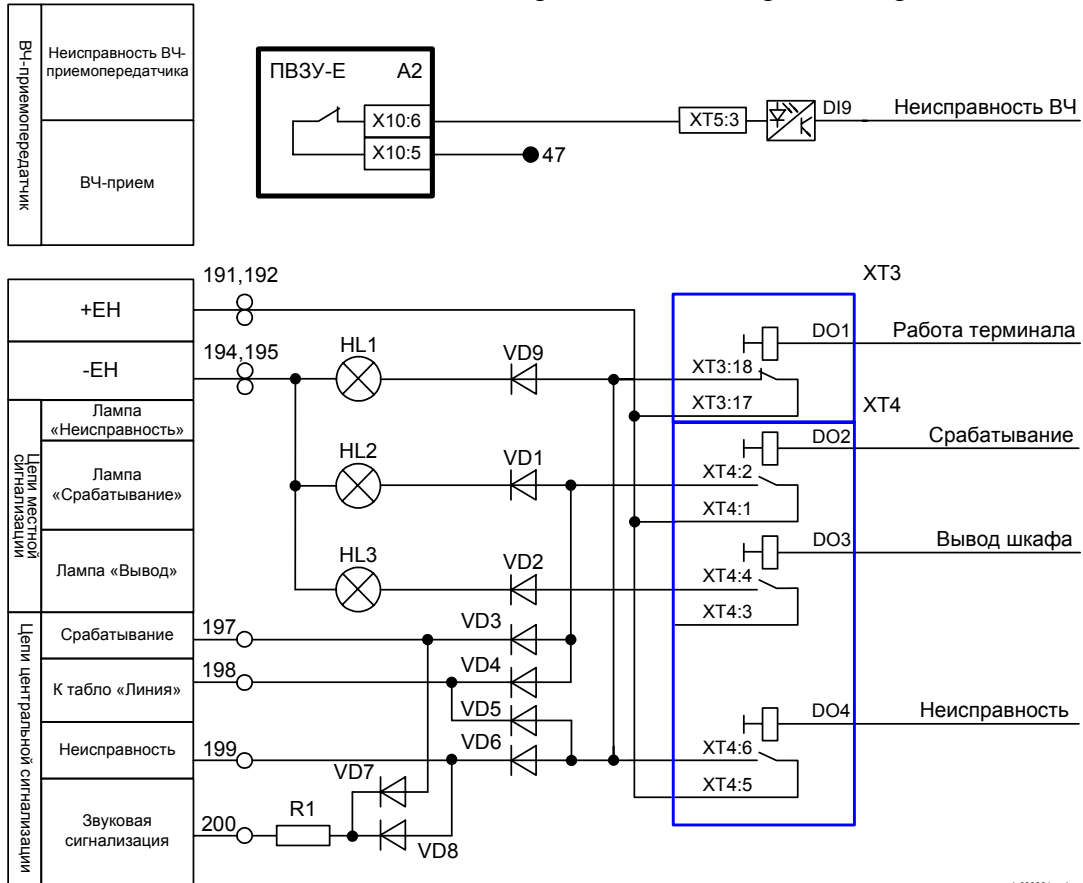 ВЧ-приемопередатчик
Неисправность ВЧ-
приемопередатчика
ВЧ-прием
ПВЗУ-Е
А2
X10:6
X10:5
47
XT5:3
DI9
Неисправность ВЧ
+ЕН
191,192
XT3
DO1
Работа терминала
-ЕН
194,195
HL1
VD9
XT3:18
XT3:17
XT4
Цепи местной
сигнализации
Лампа
«Неисправность»
DO2
Срабатывание
Лампа
«Срабатывание»
HL2
VD1
XT4:2
XT4:1
DO3
Вывод шкафа
Лампа «Вывод»
HL3
VD2
XT4:4
XT4:3
Цепи центральной сигнализации
Срабатывание
197
VD3
К табло «Линия»
198
VD4
VD5
DO4
Неисправность
Неисправность
199
VD6
XT4:6
XT4:5
VD7
Звуковая
сигнализация
200
R1
VD8